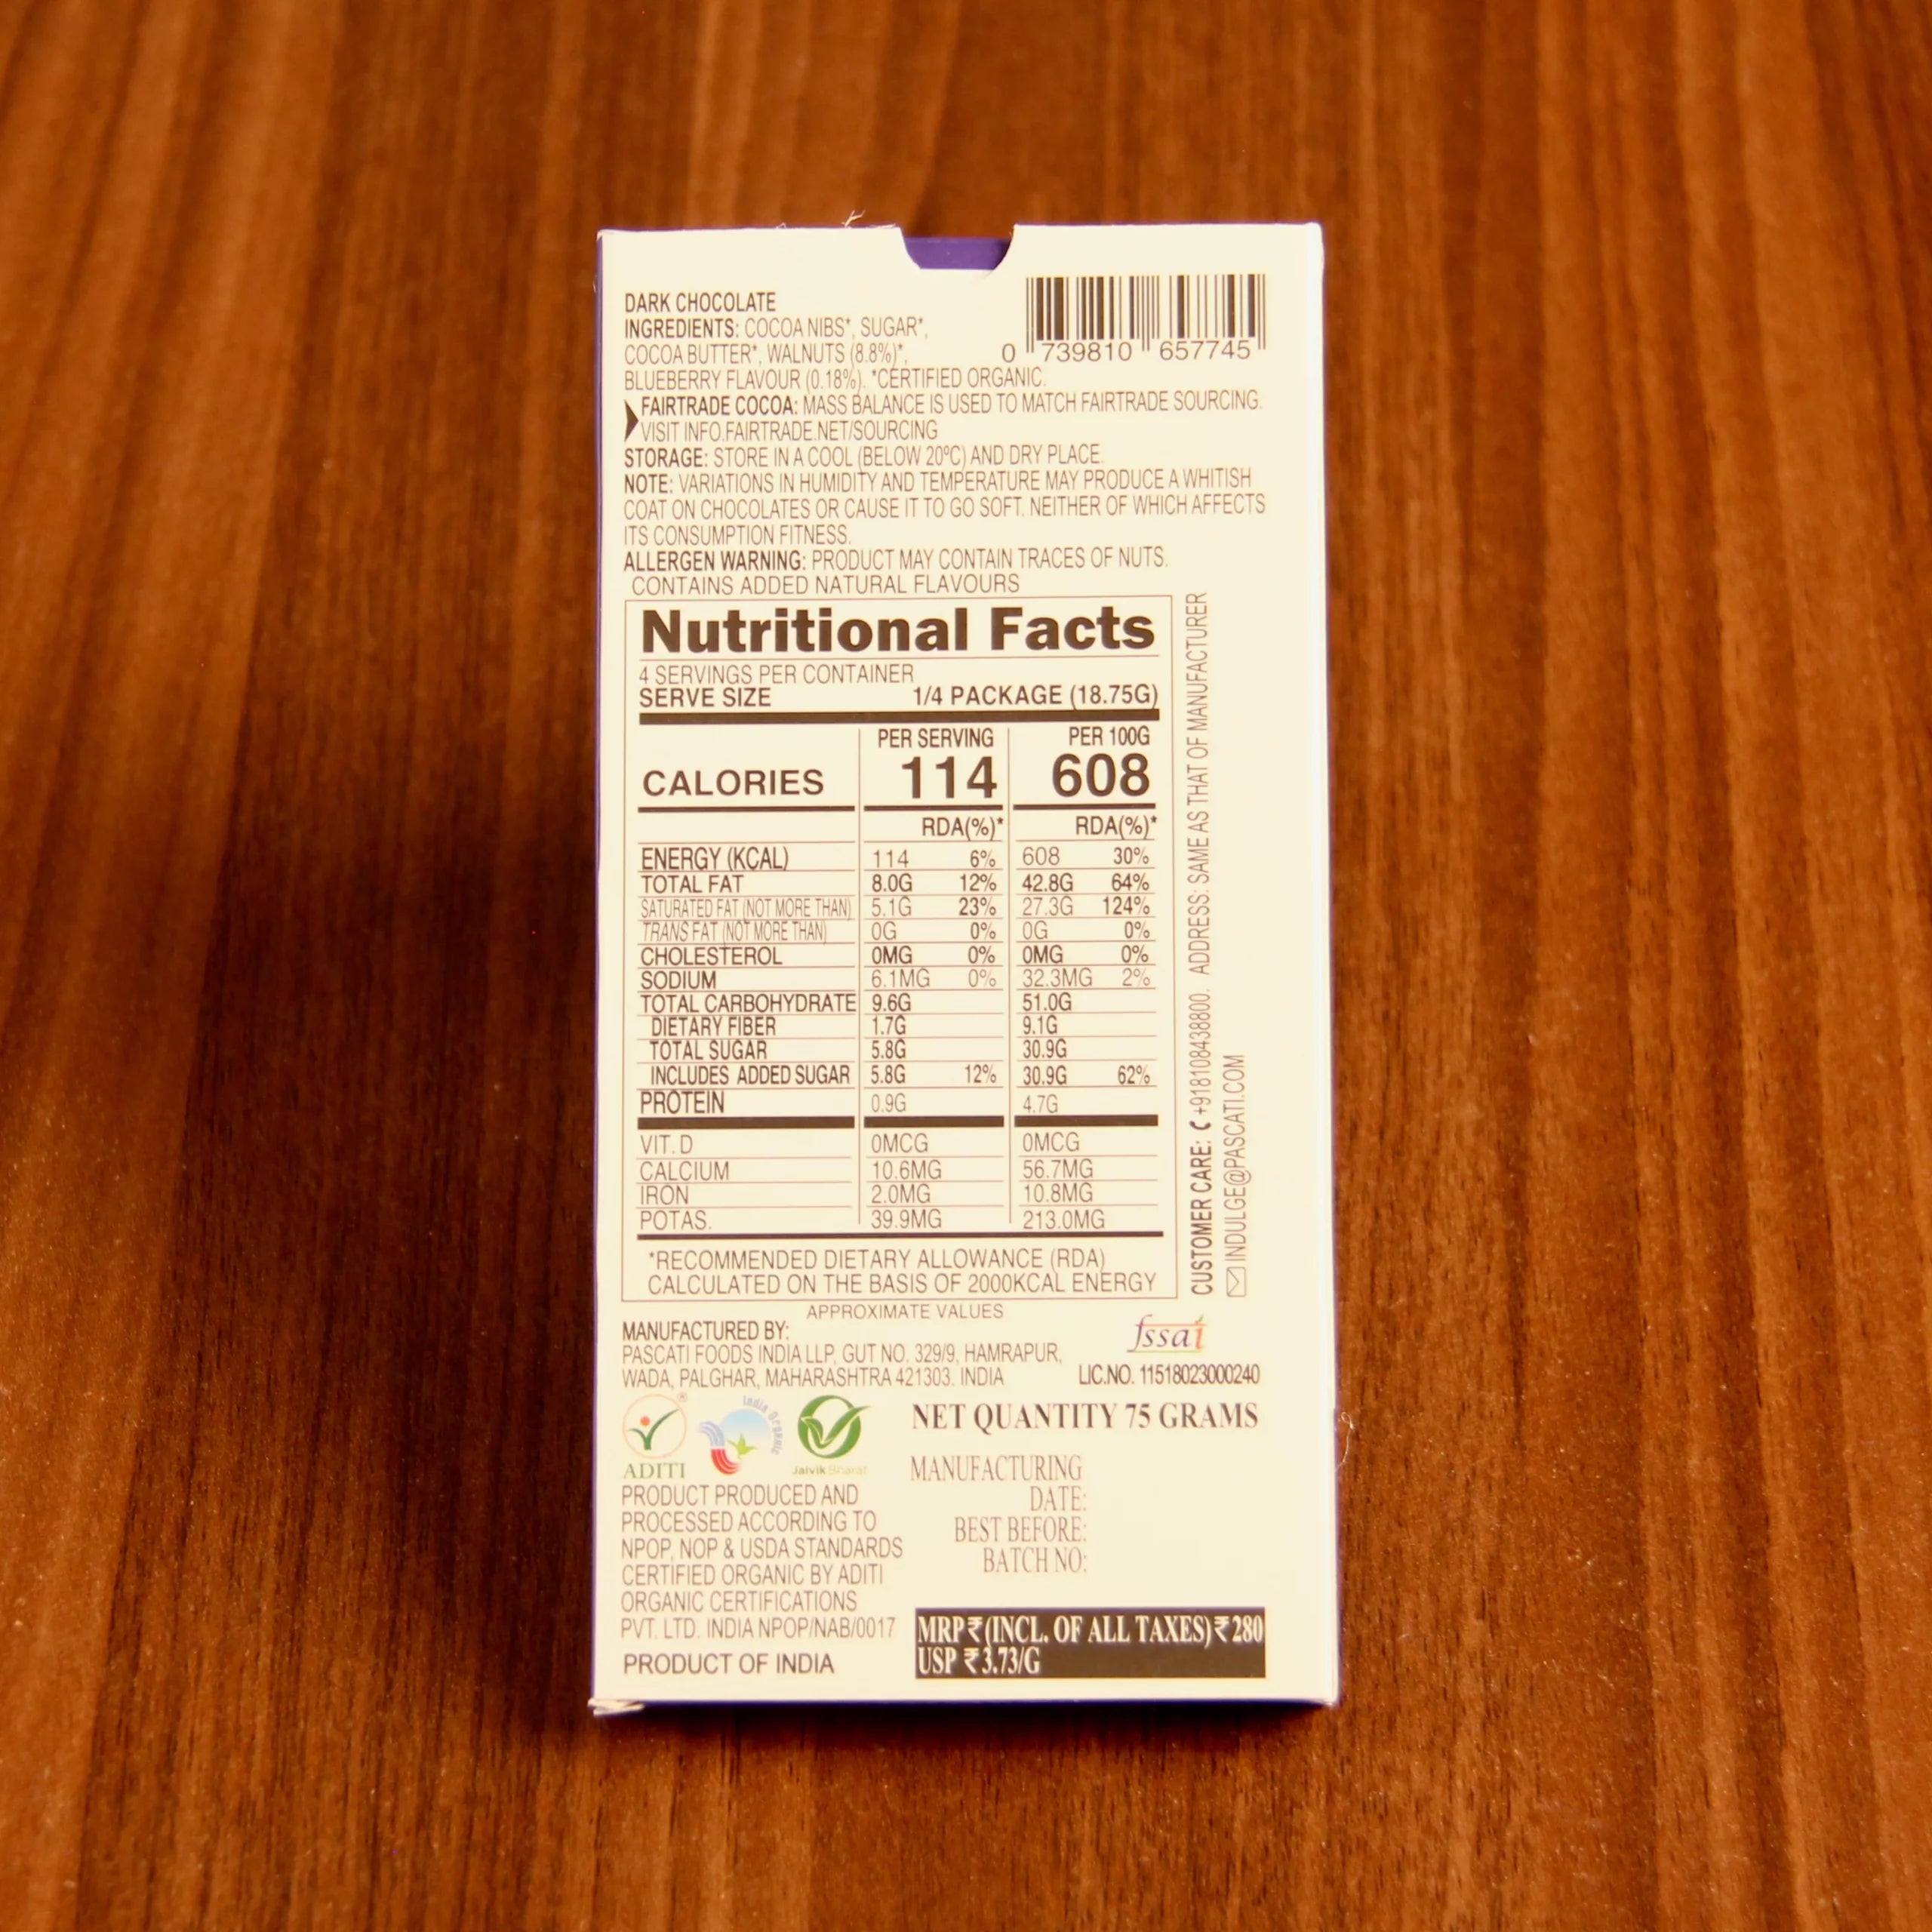 DARK CHOCOLATE
INGREDIENTS: COCOA NIBS*, SUGAR*,
COCOA BUTTER*, WALNUTS (8.8%)*,
BLUEBERRY FLAVOUR (0.18%). *CERTIFIED ORGANIC.
0 739810 657745
FAIRTRADE COCOA: MASS BALANCE IS USED TO MATCH FAIRTRADE SOURCING.
VISIT INFO.FAIRTRADE.NET/SOURCING
STORAGE: STORE IN A COOL (BELOW 20ºC) AND DRY PLACE.
NOTE: VARIATIONS IN HUMIDITY AND TEMPERATURE MAY PRODUCE A WHITISH
COAT ON CHOCOLATES OR CAUSE IT TO GO SOFT. NEITHER OF WHICH AFFECTS
ITS CONSUMPTION FITNESS.
ALLERGEN WARNING: PRODUCT MAY CONTAIN TRACES OF NUTS.
CONTAINS ADDED NATURAL FLAVOURS
Nutritional Facts
4 SERVINGS PER CONTAINER
SERVE SIZE 1/4 PACKAGE (18.75G)
PER SERVING PER 100G
CALORIES 114 608
RDA(%)* RDA(%)*
ENERGY (KCAL) 114 6% 608 30%
TOTAL FAT 8.0G 12% 42.8G 64%
SATURATED FAT (NOT MORE THAN) 5.1G 23% 27.3G 124%
TRANS FAT (NOT MORE THAN) 0G 0% 0G 0%
CHOLESTEROL 0MG 0% 0MG 0%
SODIUM 6.1MG 0% 32.3MG 2%
TOTAL CARBOHYDRATE 9.6G 51.0G
DIETARY FIBER 1.7G 9.1G
TOTAL SUGAR 5.8G 30.9G
INCLUDES ADDED SUGAR 5.8G 12% 30.9G 62%
PROTEIN 0.9G 4.7G
VIT. D 0MCG 0MCG
CALCIUM 10.6MG 56.7MG
IRON 2.0MG 10.8MG
POTAS. 39.9MG 213.0MG
*RECOMMENDED DIETARY ALLOWANCE (RDA)
CALCULATED ON THE BASIS OF 2000KCAL ENERGY
APPROXIMATE VALUES
CUSTOMER CARE: +918108438800. ADDRESS: SAME AS THAT OF MANUFACTURER
INDULGE@PASCATI.COM
MANUFACTURED BY:
PASCATI FOODS INDIA LLP, GUT NO. 329/9, HAMRAPUR,
WADA, PALGHAR, MAHARASHTRA 421303. INDIA
fssai
LIC.NO. 11518023000240
ADITI
®
India Organic
Jaivik Bharat
PRODUCT PRODUCED AND
PROCESSED ACCORDING TO
NPOP, NOP & USDA STANDARDS
CERTIFIED ORGANIC BY ADITI
ORGANIC CERTIFICATIONS
PVT. LTD. INDIA NPOP/NAB/0017
PRODUCT OF INDIA
NET QUANTITY 75 GRAMS
MANUFACTURING
DATE:
BEST BEFORE:
BATCH NO:
MRP ₹ (INCL. OF ALL TAXES) ₹ 280
USP ₹ 3.73/G